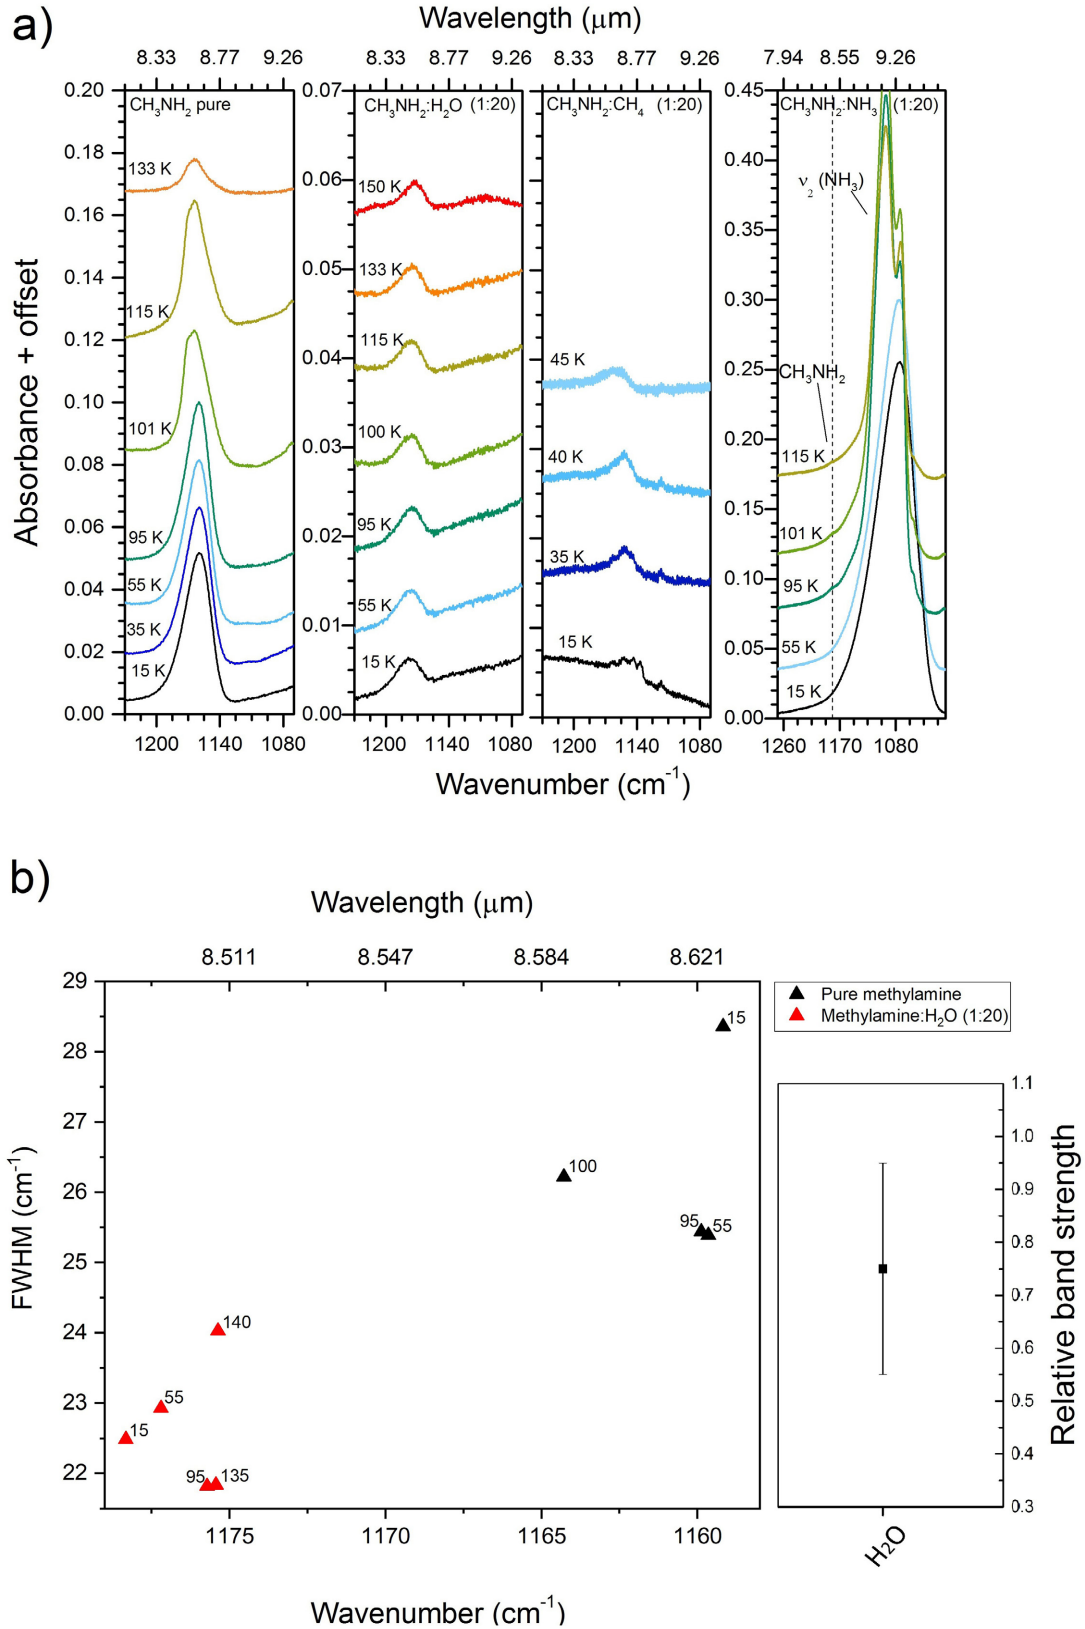 a)
Wavelength (μm)
8.33 8.77 9.26
8.33 8.77 9.26
8.33 8.77 9.26
7.94 8.55 9.26
Absorbance + offset
0.20
0.18
0.16
0.14
0.12
0.10
0.08
0.06
0.04
0.02
0.00
CH₃NH₂ pure
133 K
115 K
101 K
95 K
55 K
35 K
15 K
1200 1140 1080
0.07
0.06
0.05
0.04
0.03
0.02
0.01
0.00
CH₃NH₂:H₂O (1:20)
150 K
133 K
115 K
100 K
95 K
55 K
15 K
1200 1140 1080
CH₃NH₂:CH₄ (1:20)
45 K
40 K
35 K
15 K
1200 1140 1080
0.45
0.40
0.35
0.30
0.25
0.20
0.15
0.10
0.05
0.00
CH₃NH₂:NH₃ (1:20)
ν₂ (NH₃)
CH₃NH₂
115 K
101 K
95 K
55 K
15 K
1260 1170 1080
Wavenumber (cm⁻¹)
b)
Wavelength (μm)
8.511 8.547 8.584 8.621
FWHM (cm⁻¹)
29
28
27
26
25
24
23
22
15
100
95 55
140
55
15
95 135
1175 1170 1165 1160
Wavenumber (cm⁻¹)
Pure methylamine
Methylamine:H₂O (1:20)
1.1
1.0
0.9
0.8
0.7
0.6
0.5
0.4
0.3
Relative band strength
H₂O